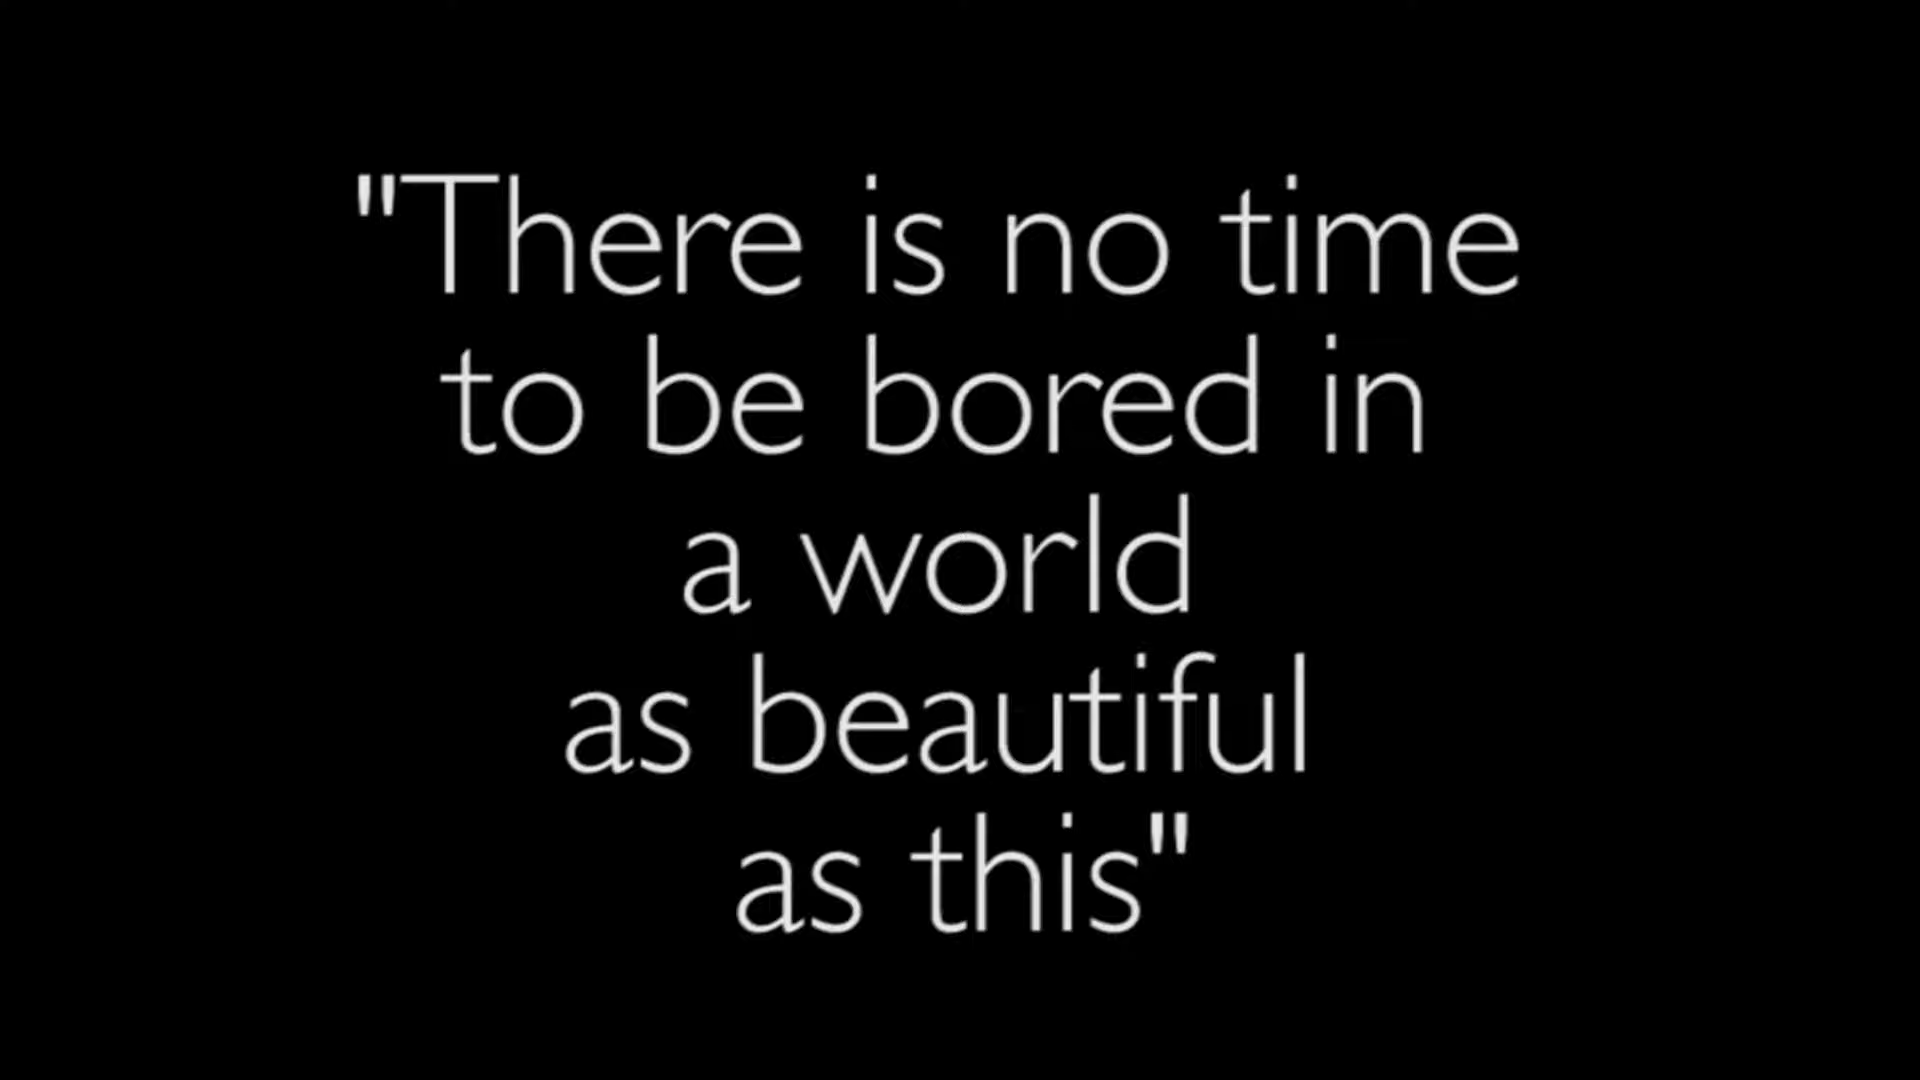 "There is no time
to be bored in
a world
as beautiful
as this"